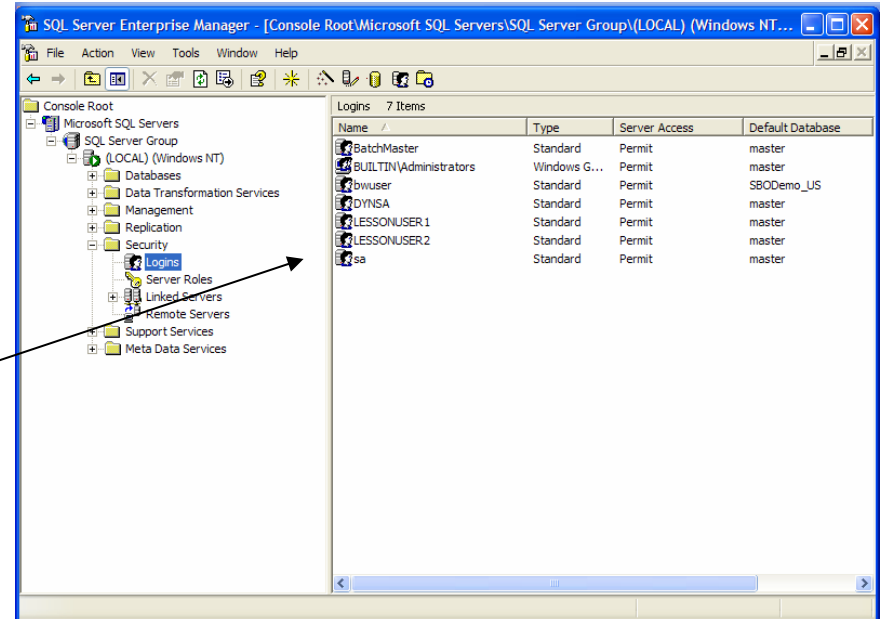 SQL Server Enterprise Manager - [Console Root\Microsoft SQL Servers\SQL Server Group\(LOCAL) (Windows NT...
File Action View Tools Window Help
Console Root
Microsoft SQL Servers
SQL Server Group
(LOCAL) (Windows NT)
Databases
Data Transformation Services
Management
Replication
Security
Logins
Server Roles
Linked Servers
Remote Servers
Support Services
Meta Data Services
Logins 7 Items
Name Type Server Access Default Database
BatchMaster Standard Permit master
BUILTIN\Administrators Windows G... Permit master
bwuser Standard Permit SBODemo_US
DYNSA Standard Permit master
LESSONUSER1 Standard Permit master
LESSONUSER2 Standard Permit master
sa Standard Permit master